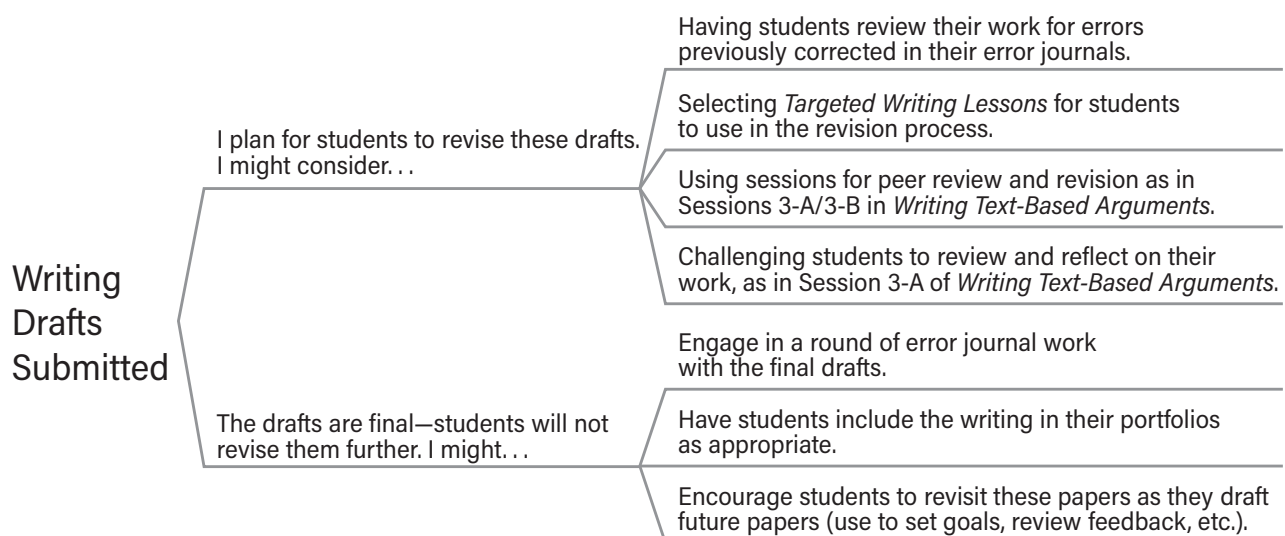 Writing
Drafts
Submitted
I plan for students to revise these drafts.
I might consider. . .
Having students review their work for errors
previously corrected in their error journals.
Selecting Targeted Writing Lessons for students
to use in the revision process.
Using sessions for peer review and revision as in
Sessions 3-A/3-B in Writing Text-Based Arguments.
Challenging students to review and reflect on their
work, as in Session 3-A of Writing Text-Based Arguments.
The drafts are final—students will not
revise them further. I might. . .
Engage in a round of error journal work
with the final drafts.
Have students include the writing in their portfolios
as appropriate.
Encourage students to revisit these papers as they draft
future papers (use to set goals, review feedback, etc.).